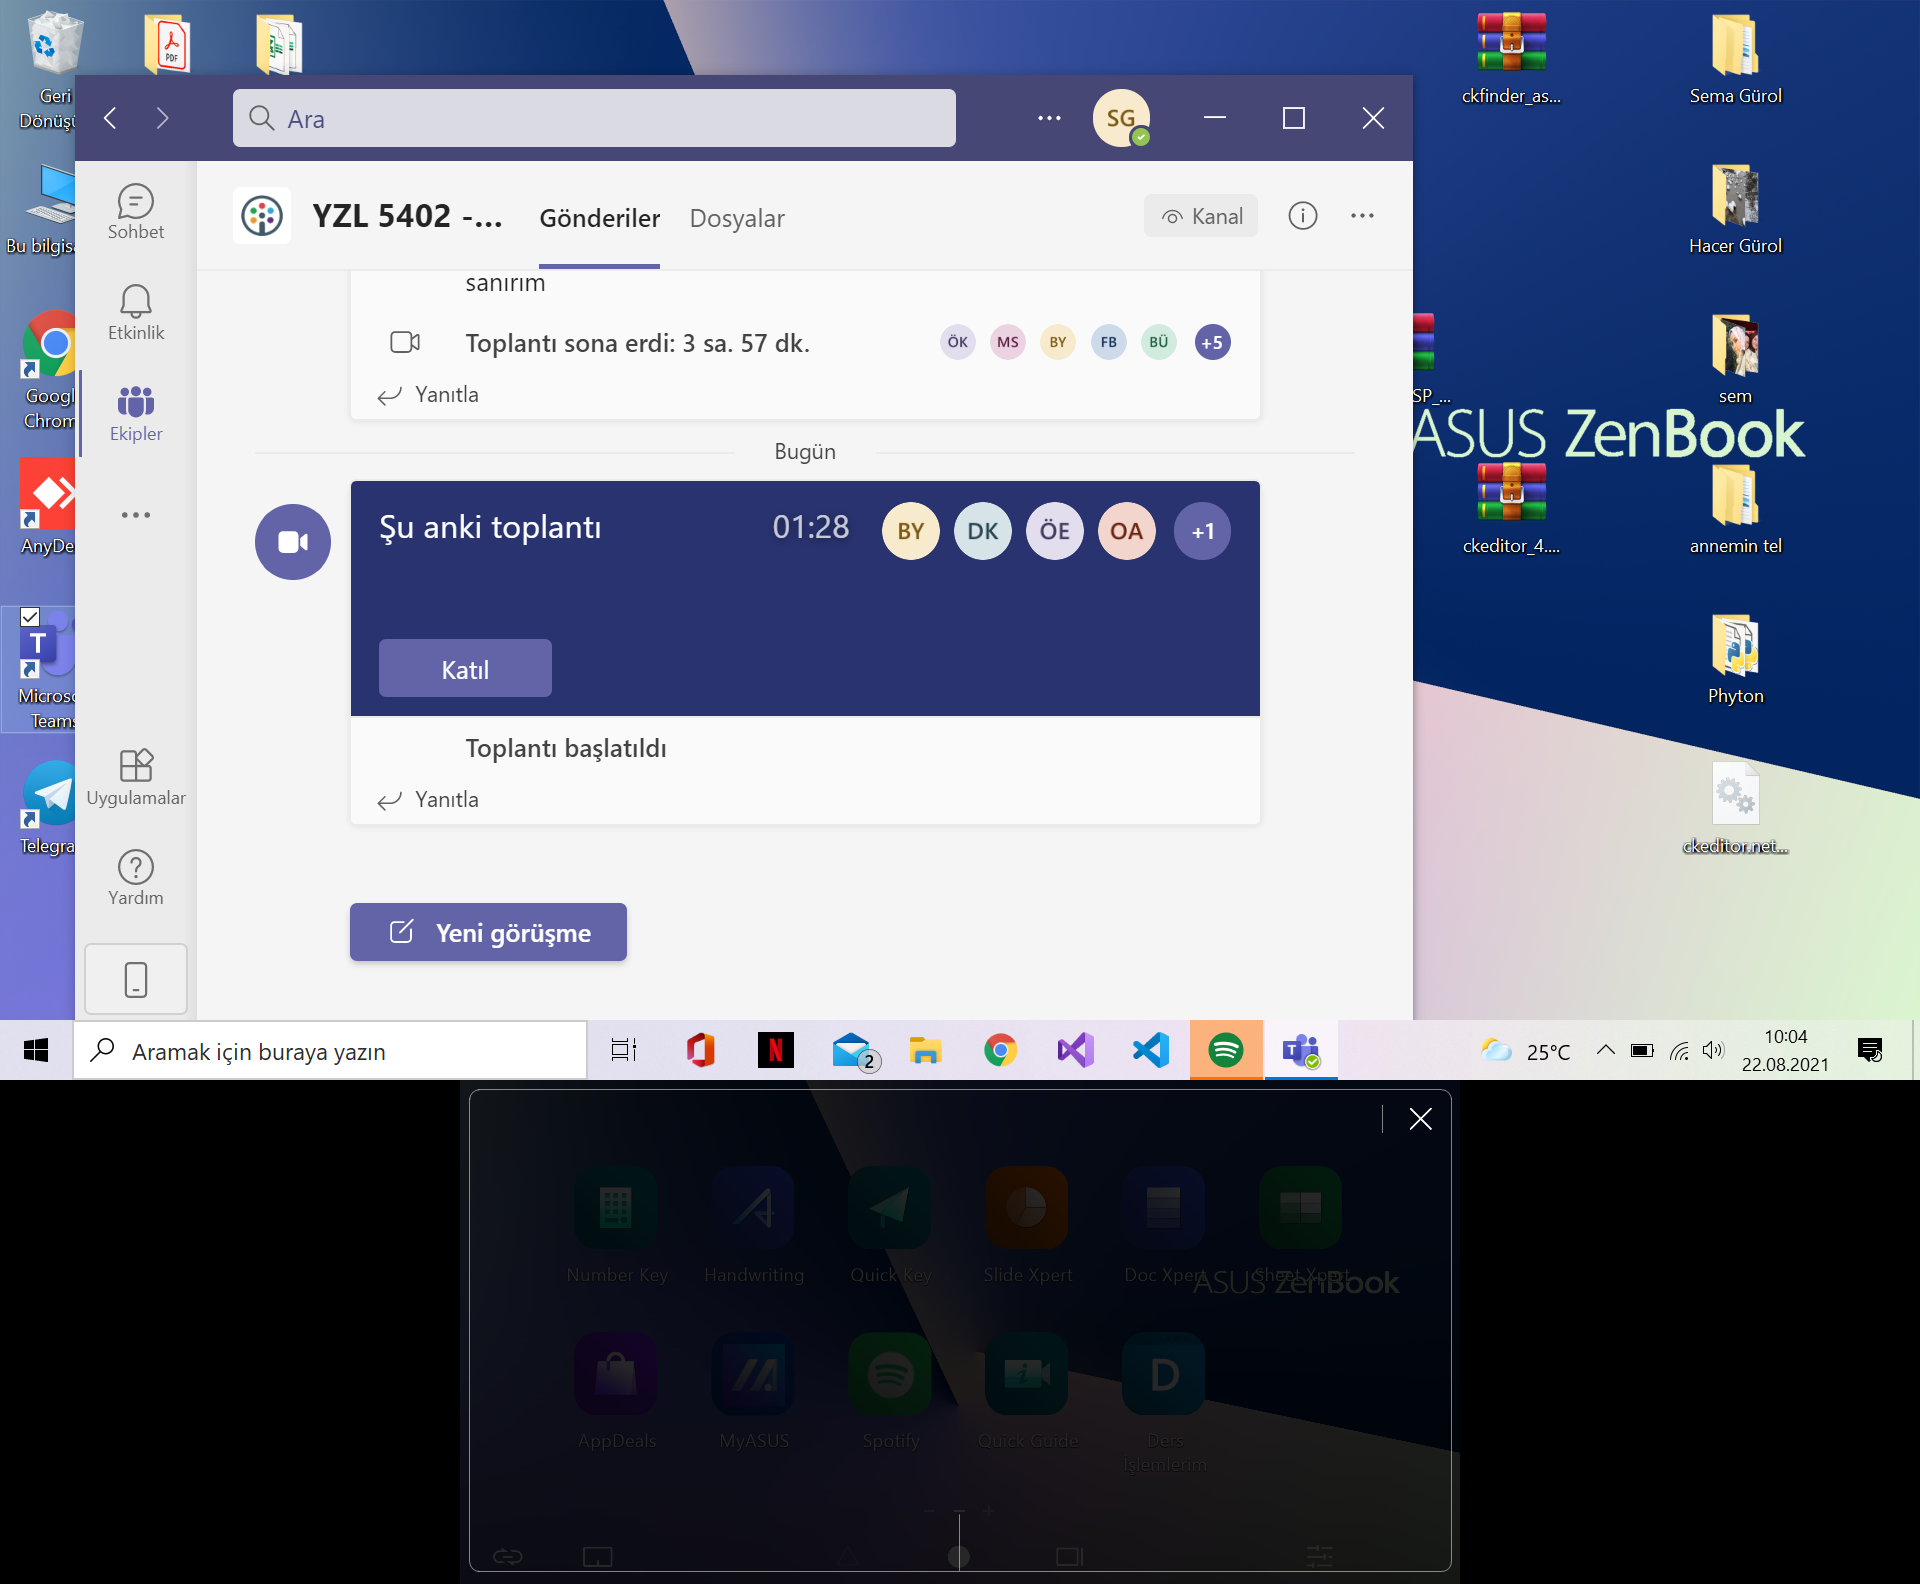 Geri
Dönüşü
PDF
ckfinder_as...
Sema Gürol
Ara
SG
Bu bilgisa
Sohbet
YZL 5402 -...
Gönderiler
Dosyalar
Kanal
Hacer Gürol
Etkinlik
sanırım
Toplantı sona erdi: 3 sa. 57 dk.
ÖK
MS
BY
FB
BÜ
+5
Yanıtla
Googl
Chrom
Ekipler
SP_...
sem
ASUS ZenBook
Bugün
Şu anki toplantı
01:28
BY
DK
ÖE
OA
+1
AnyDe
ckeditor_4....
annemin tel
Katıl
T
Microso
Teams
Phyton
Toplantı başlatıldı
Yanıtla
Uygulamalar
Telegra
ckeditor.net...
Yardım
Yeni görüşme
Aramak için buraya yazın
N
2
25°C
10:04
22.08.2021
Number Key
Handwriting
Quick Key
Slide Xpert
Doc Xpert
Sheet Xpert
ASUS ZenBook
D
AppDeals
MyASUS
Spotify
Quick Guide
Ders
İşlemlerim